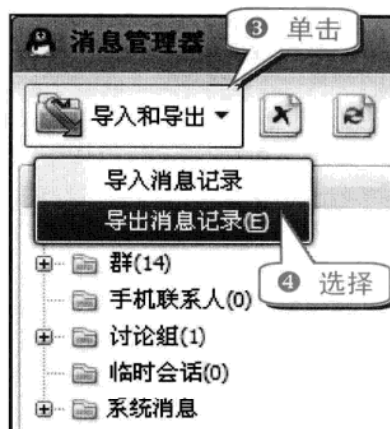 消息管理器
❸ 单击
导入和导出
导入消息记录
导出消息记录(E)
❹ 选择
群(14)
手机联系人(0)
讨论组(1)
临时会话(0)
系统消息